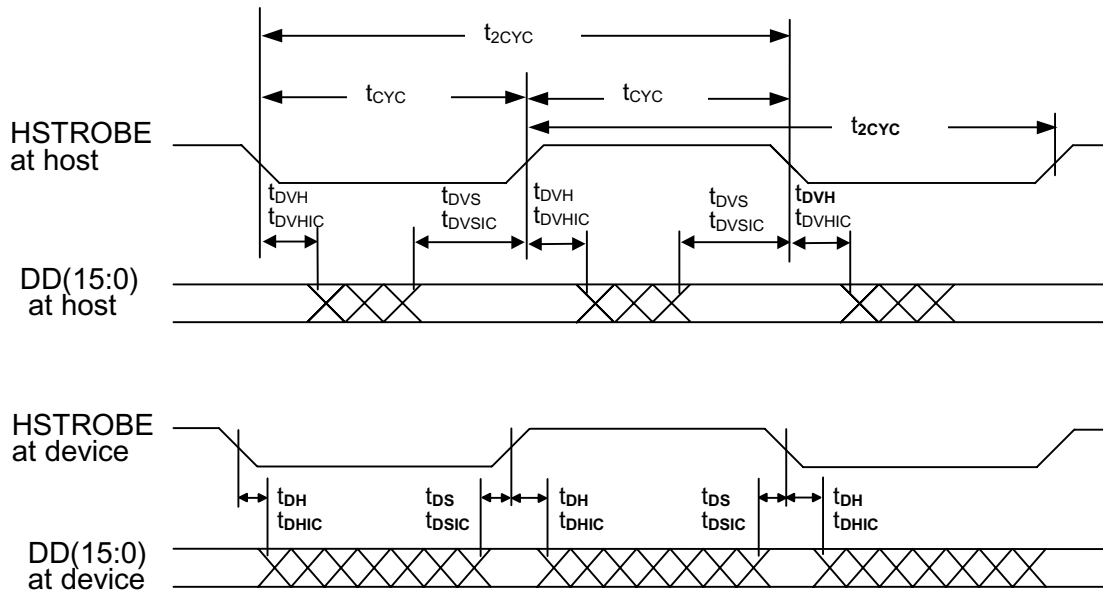 t2CYC
tCYC tCYC
HSTROBE
at host
t2CYC
tDVH tDVS tDVH tDVS tDVH
tDVHIC tDVSIC tDVHIC tDVSIC tDVHIC
DD(15:0)
at host
HSTROBE
at device
tDH tDS tDH tDS tDH
tDHIC tDSIC tDHIC tDSIC tDHIC
DD(15:0)
at device